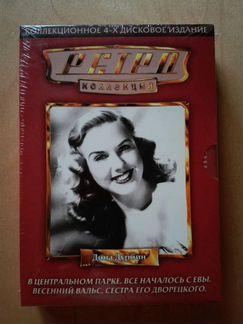 КОЛЛЕКЦИОННОЕ 4-Х ДИСКОВОЕ ИЗДАНИЕ
РЕТРО
КОЛЛЕКЦИЯ
Дина Дурбин
В ЦЕНТРАЛЬНОМ ПАРКЕ. ВСЕ НАЧАЛОСЬ С ЕВЫ.
ВЕСЕННИЙ ВАЛЬС. СЕСТРА ЕГО ДВОРЕЦКОГО.